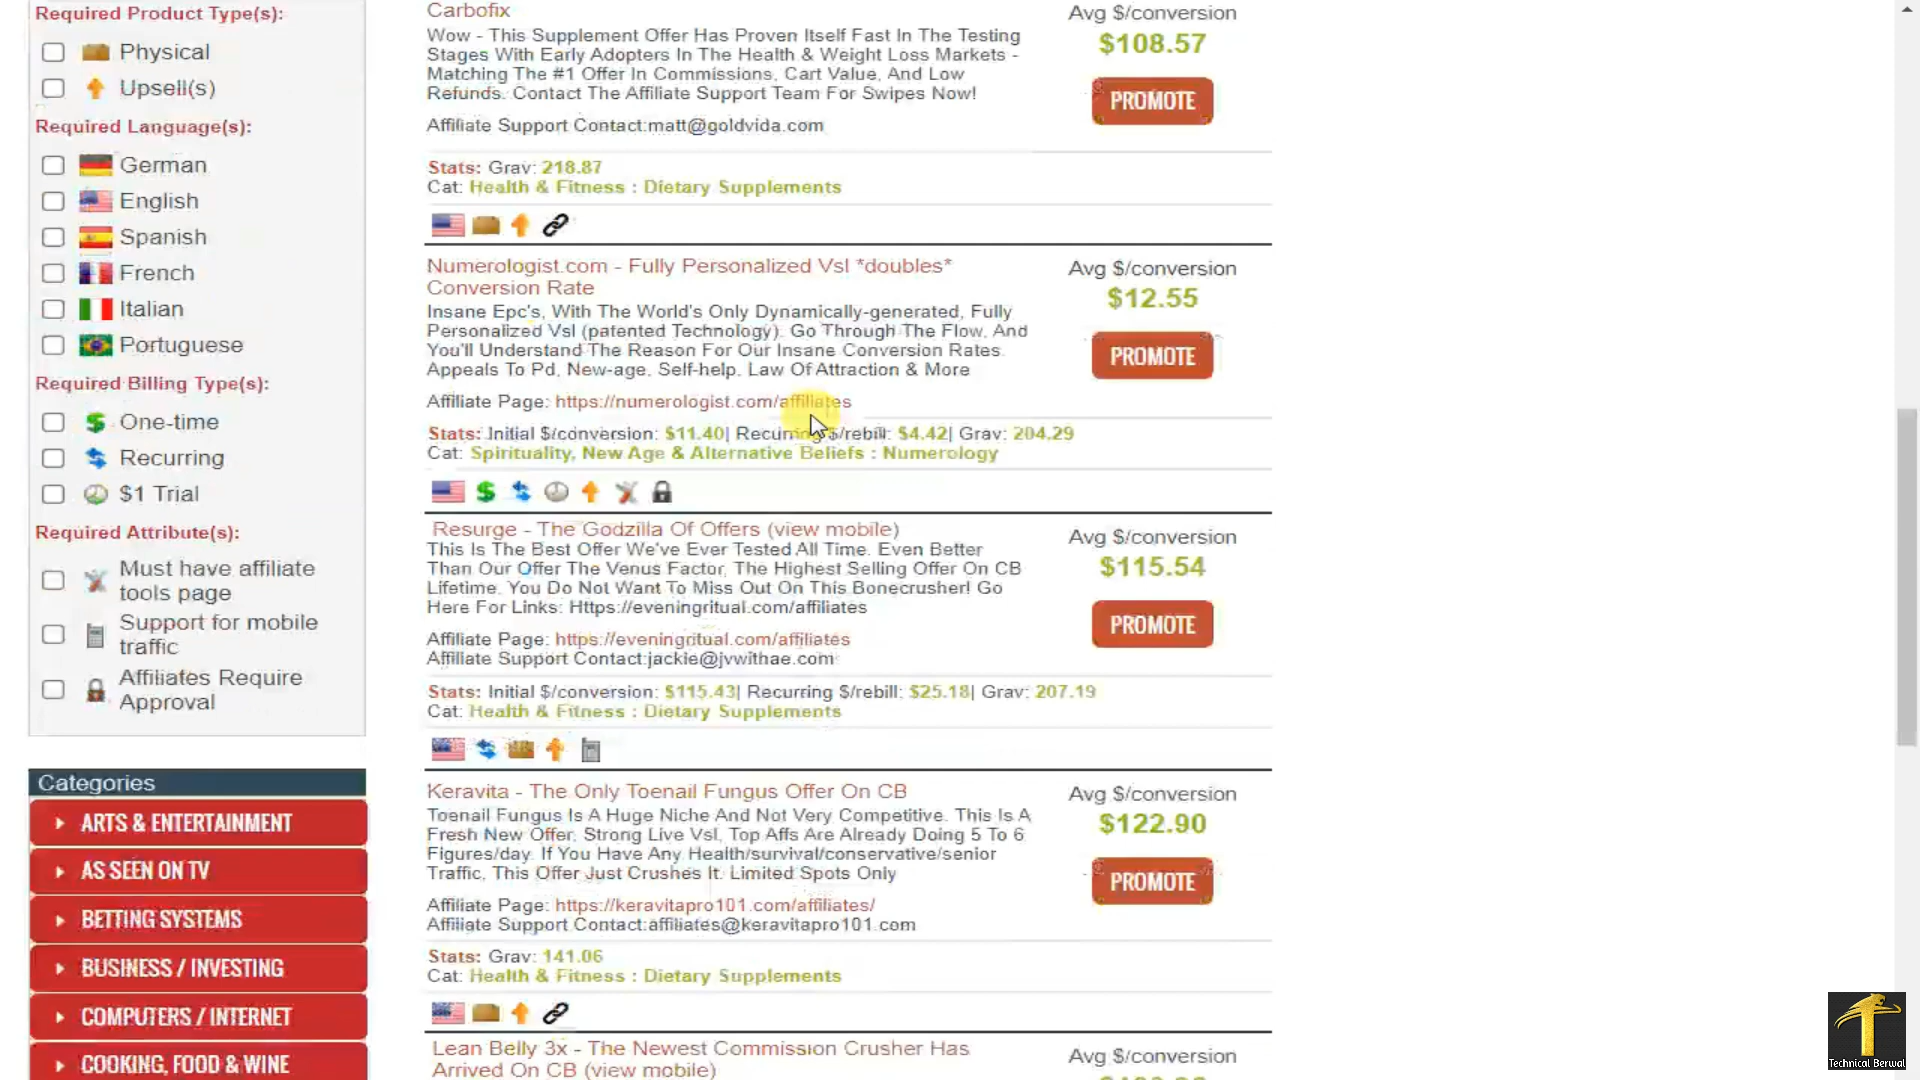 Required Product Type(s):
Physical
Upsell(s)
Required Language(s):
German
English
Spanish
French
Italian
Portuguese
Required Billing Type(s):
One-time
Recurring
$1 Trial
Required Attribute(s):
Must have affiliate
tools page
Support for mobile
traffic
Affiliates Require
Approval
Categories
ARTS & ENTERTAINMENT
AS SEEN ON TV
BETTING SYSTEMS
BUSINESS / INVESTING
COMPUTERS / INTERNET
COOKING, FOOD & WINE
Carbofix
Wow - This Supplement Offer Has Proven Itself Fast In The Testing
Stages With Early Adopters In The Health & Weight Loss Markets -
Matching The #1 Offer In Commissions, Cart Value, And Low
Refunds. Contact The Affiliate Support Team For Swipes Now!
Affiliate Support Contact:matt@goldvida.com
Stats: Grav: 218.87
Cat: Health & Fitness : Dietary Supplements
Avg $/conversion
$108.57
PROMOTE
Numerologist.com - Fully Personalized Vsl *doubles*
Conversion Rate
Insane Epc's, With The World's Only Dynamically-generated, Fully
Personalized Vsl (patented Technology). Go Through The Flow, And
You'll Understand The Reason For Our Insane Conversion Rates.
Appeals To Pd, New-age, Self-help, Law Of Attraction & More
Affiliate Page: https://numerologist.com/affiliates
Stats: Initial $/conversion: $11.40| Recurring $/rebill: $4.42| Grav: 204.29
Cat: Spirituality, New Age & Alternative Beliefs : Numerology
Avg $/conversion
$12.55
PROMOTE
Resurge - The Godzilla Of Offers (view mobile)
This Is The Best Offer We've Ever Tested All Time. Even Better
Than Our Offer The Venus Factor, The Highest Selling Offer On CB
Lifetime. You Do Not Want To Miss Out On This Bonecrusher! Go
Here For Links: Https://eveningritual.com/affiliates
Affiliate Page: https://eveningritual.com/affiliates
Affiliate Support Contact:jackie@jvwithae.com
Stats: Initial $/conversion: $115.43| Recurring $/rebill: $25.18| Grav: 207.19
Cat: Health & Fitness : Dietary Supplements
Avg $/conversion
$115.54
PROMOTE
Keravita - The Only Toenail Fungus Offer On CB
Toenail Fungus Is A Huge Niche And Not Very Competitive. This Is A
Fresh New Offer, Strong Live Vsl, Top Affs Are Already Doing 5 To 6
Figures/day. If You Have Any Health/survival/conservative/senior
Traffic, This Offer Just Crushes It. Limited Spots Only
Affiliate Page: https://keravitapro101.com/affiliates/
Affiliate Support Contact:affiliates@keravitapro101.com
Stats: Grav: 141.06
Cat: Health & Fitness : Dietary Supplements
Avg $/conversion
$122.90
PROMOTE
Lean Belly 3x - The Newest Commission Crusher Has
Arrived On CB (view mobile)
Avg $/conversion
Technical Berwal